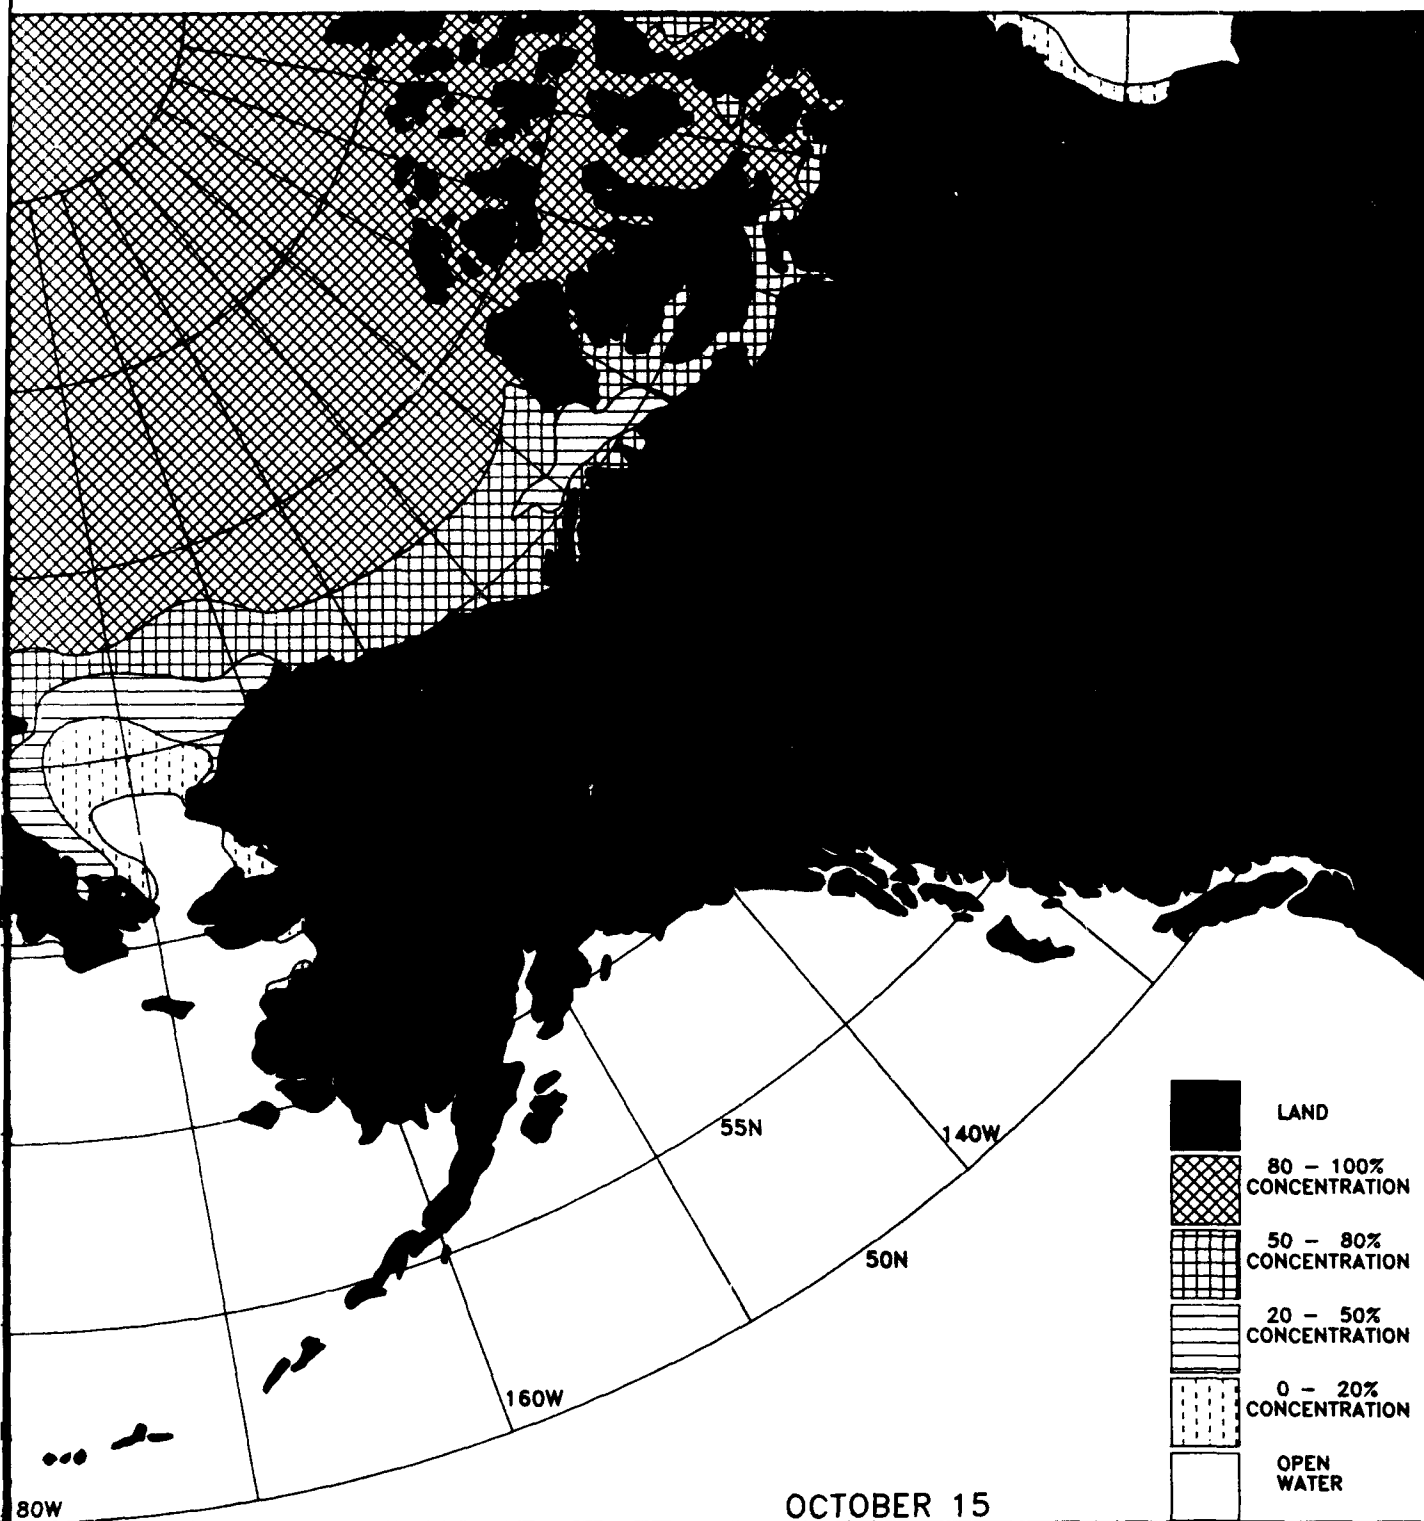 55N
140W
50N
160W
80W
OCTOBER 15
LAND
80 - 100%
CONCENTRATION
50 - 80%
CONCENTRATION
20 - 50%
CONCENTRATION
0 - 20%
CONCENTRATION
OPEN
WATER